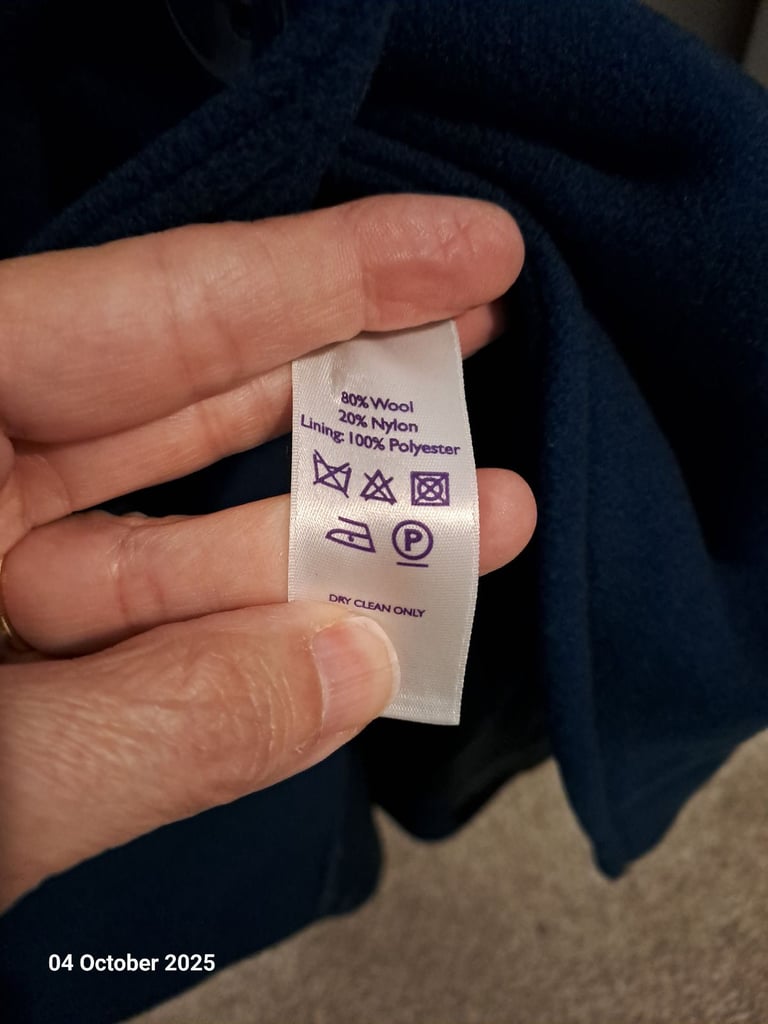 80% Wool
20% Nylon
Lining: 100% Polyester
P
DRY CLEAN ONLY
04 October 2025